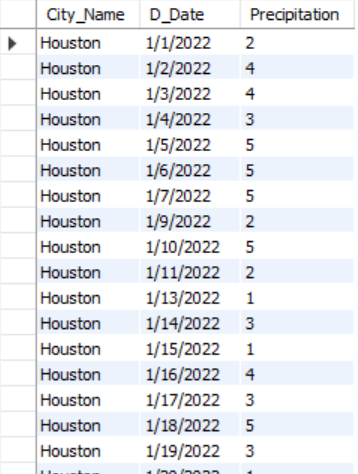 City_Name D_Date Precipitation
Houston 1/1/2022 2
Houston 1/2/2022 4
Houston 1/3/2022 4
Houston 1/4/2022 3
Houston 1/5/2022 5
Houston 1/6/2022 5
Houston 1/7/2022 5
Houston 1/9/2022 2
Houston 1/10/2022 5
Houston 1/11/2022 2
Houston 1/13/2022 1
Houston 1/14/2022 3
Houston 1/15/2022 1
Houston 1/16/2022 4
Houston 1/17/2022 3
Houston 1/18/2022 5
Houston 1/19/2022 3